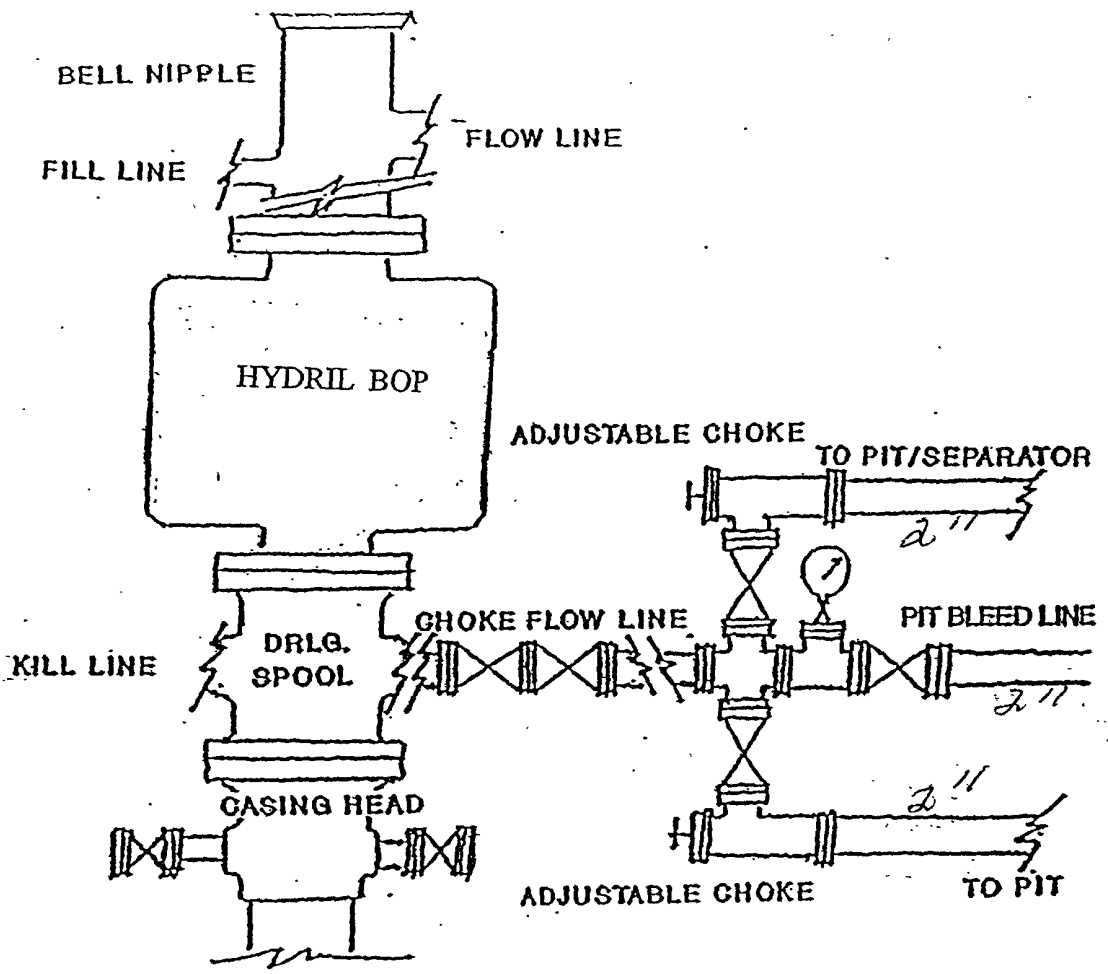 BELL NIPPLE
FLOW LINE
FILL LINE
HYDRIL BOP
ADJUSTABLE CHOKE
TO PIT/SEPARATOR
2"
CHOKE FLOW LINE
PIT BLEED LINE
KILL LINE
DRLG.
SPOOL
2"
CASING HEAD
2"
ADJUSTABLE CHOKE
TO PIT